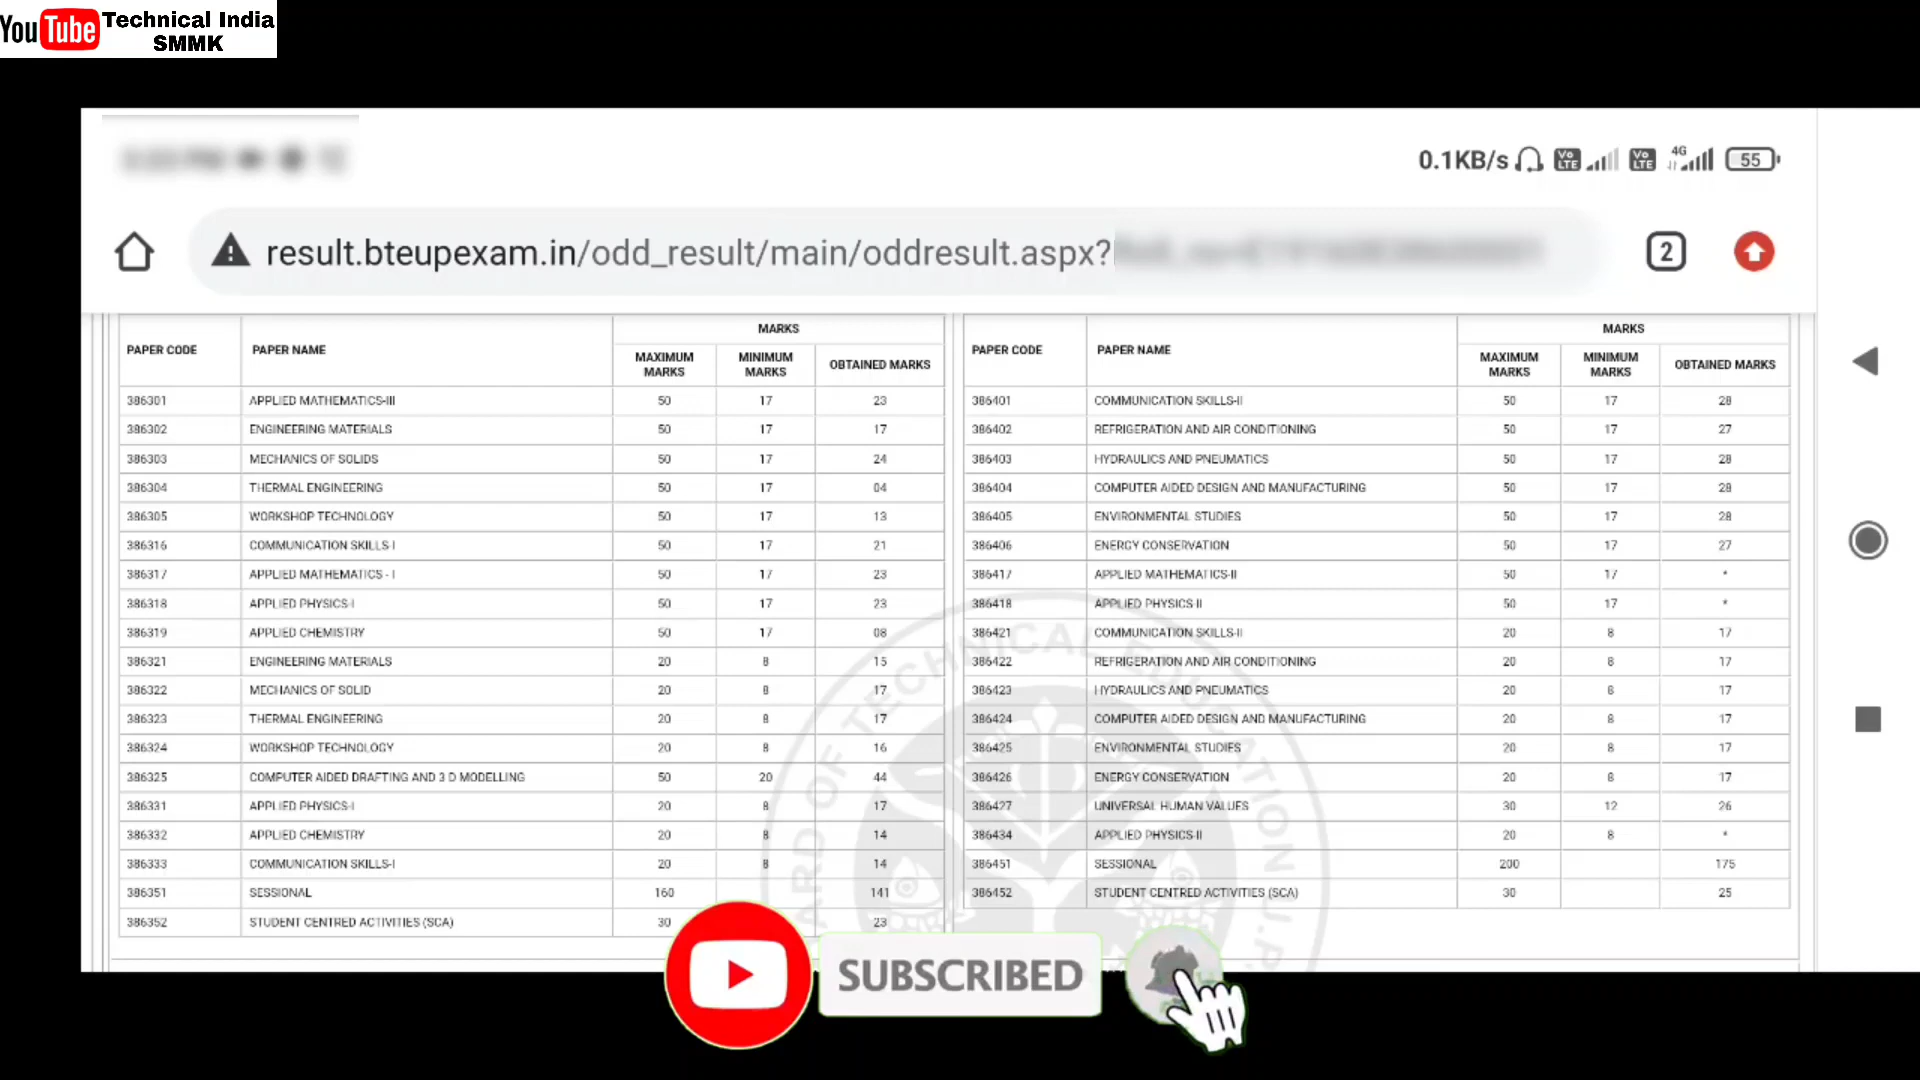 YouTube Technical India
SMMK
0.1KB/s Vo LTE Vo LTE 4G 55
result.bteupexam.in/odd_result/main/oddresult.aspx?
2
PAPER CODE PAPER NAME MARKS
MAXIMUM MARKS MINIMUM MARKS OBTAINED MARKS
386301 APPLIED MATHEMATICS-III 50 17 23
386302 ENGINEERING MATERIALS 50 17 17
386303 MECHANICS OF SOLIDS 50 17 24
386304 THERMAL ENGINEERING 50 17 04
386305 WORKSHOP TECHNOLOGY 50 17 13
386316 COMMUNICATION SKILLS I 50 17 21
386317 APPLIED MATHEMATICS - I 50 17 23
386318 APPLIED PHYSICS-I 50 17 23
386319 APPLIED CHEMISTRY 50 17 08
386321 ENGINEERING MATERIALS 20 8 15
386322 MECHANICS OF SOLID 20 8 17
386323 THERMAL ENGINEERING 20 8 17
386324 WORKSHOP TECHNOLOGY 20 8 16
386325 COMPUTER AIDED DRAFTING AND 3 D MODELLING 50 20 44
386331 APPLIED PHYSICS-I 20 8 17
386332 APPLIED CHEMISTRY 20 8 14
386333 COMMUNICATION SKILLS-I 20 8 14
386351 SESSIONAL 160 141
386352 STUDENT CENTRED ACTIVITIES (SCA) 30 23
PAPER CODE PAPER NAME MARKS
MAXIMUM MARKS MINIMUM MARKS OBTAINED MARKS
386401 COMMUNICATION SKILLS-II 50 17 28
386402 REFRIGERATION AND AIR CONDITIONING 50 17 27
386403 HYDRAULICS AND PNEUMATICS 50 17 28
386404 COMPUTER AIDED DESIGN AND MANUFACTURING 50 17 28
386405 ENVIRONMENTAL STUDIES 50 17 28
386406 ENERGY CONSERVATION 50 17 27
386417 APPLIED MATHEMATICS-II 50 17 *
386418 APPLIED PHYSICS II 50 17 *
386421 COMMUNICATION SKILLS-II 20 8 17
386422 REFRIGERATION AND AIR CONDITIONING 20 8 17
386423 HYDRAULICS AND PNEUMATICS 20 8 17
386424 COMPUTER AIDED DESIGN AND MANUFACTURING 20 8 17
386425 ENVIRONMENTAL STUDIES 20 8 17
386426 ENERGY CONSERVATION 20 8 17
386427 UNIVERSAL HUMAN VALUES 30 12 26
386434 APPLIED PHYSICS-II 20 8 *
386451 SESSIONAL 200 175
386452 STUDENT CENTRED ACTIVITIES (SCA) 30 25
ARD OF TECHNICAL EDUCATION U.P.
SUBSCRIBED